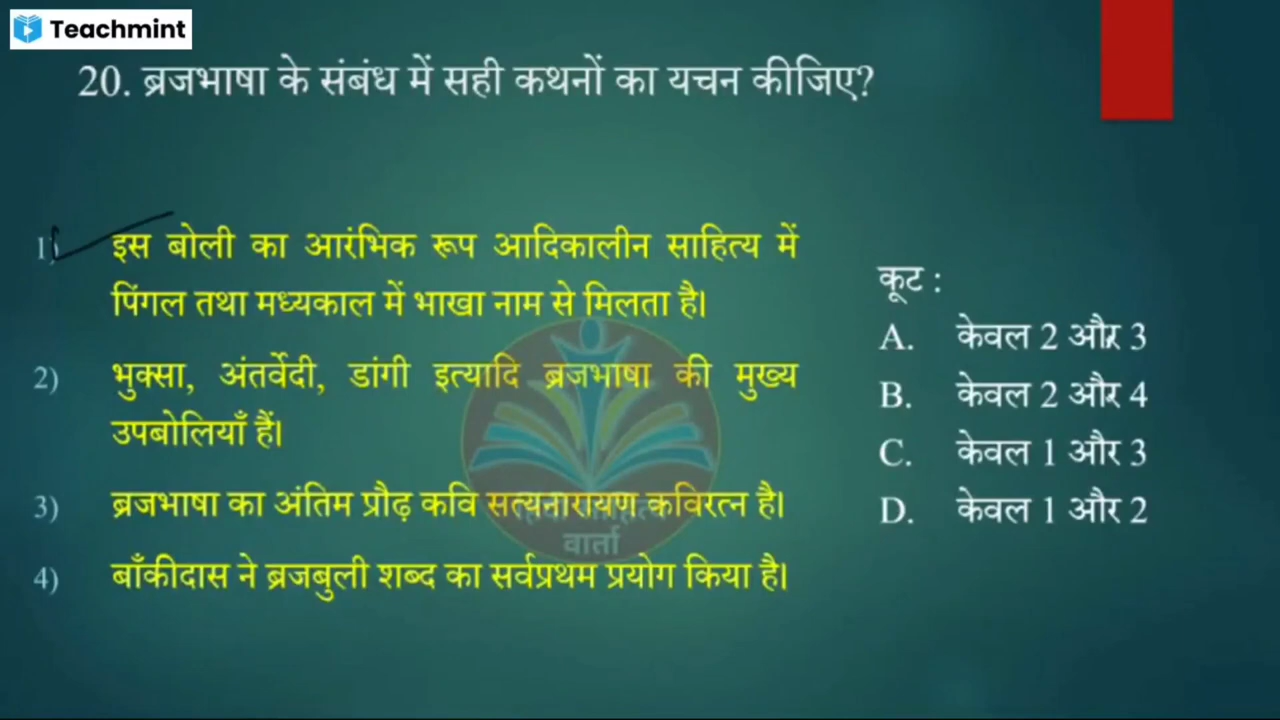 Teachmint
20. ब्रजभाषा के संबंध में सही कथनों का यचन कीजिए?
1) इस बोली का आरंभिक रूप आदिकालीन साहित्य में
पिंगल तथा मध्यकाल में भाखा नाम से मिलता है।
2) भुक्सा, अंतर्वेदी, डांगी इत्यादि ब्रजभाषा की मुख्य
उपबोलियाँ हैं।
3) ब्रजभाषा का अंतिम प्रौढ़ कवि सत्यनारायण कविरत्न है।
4) बाँकीदास ने ब्रजबुली शब्द का सर्वप्रथम प्रयोग किया है।
वार्ता
कूट :
A. केवल 2 और 3
B. केवल 2 और 4
C. केवल 1 और 3
D. केवल 1 और 2